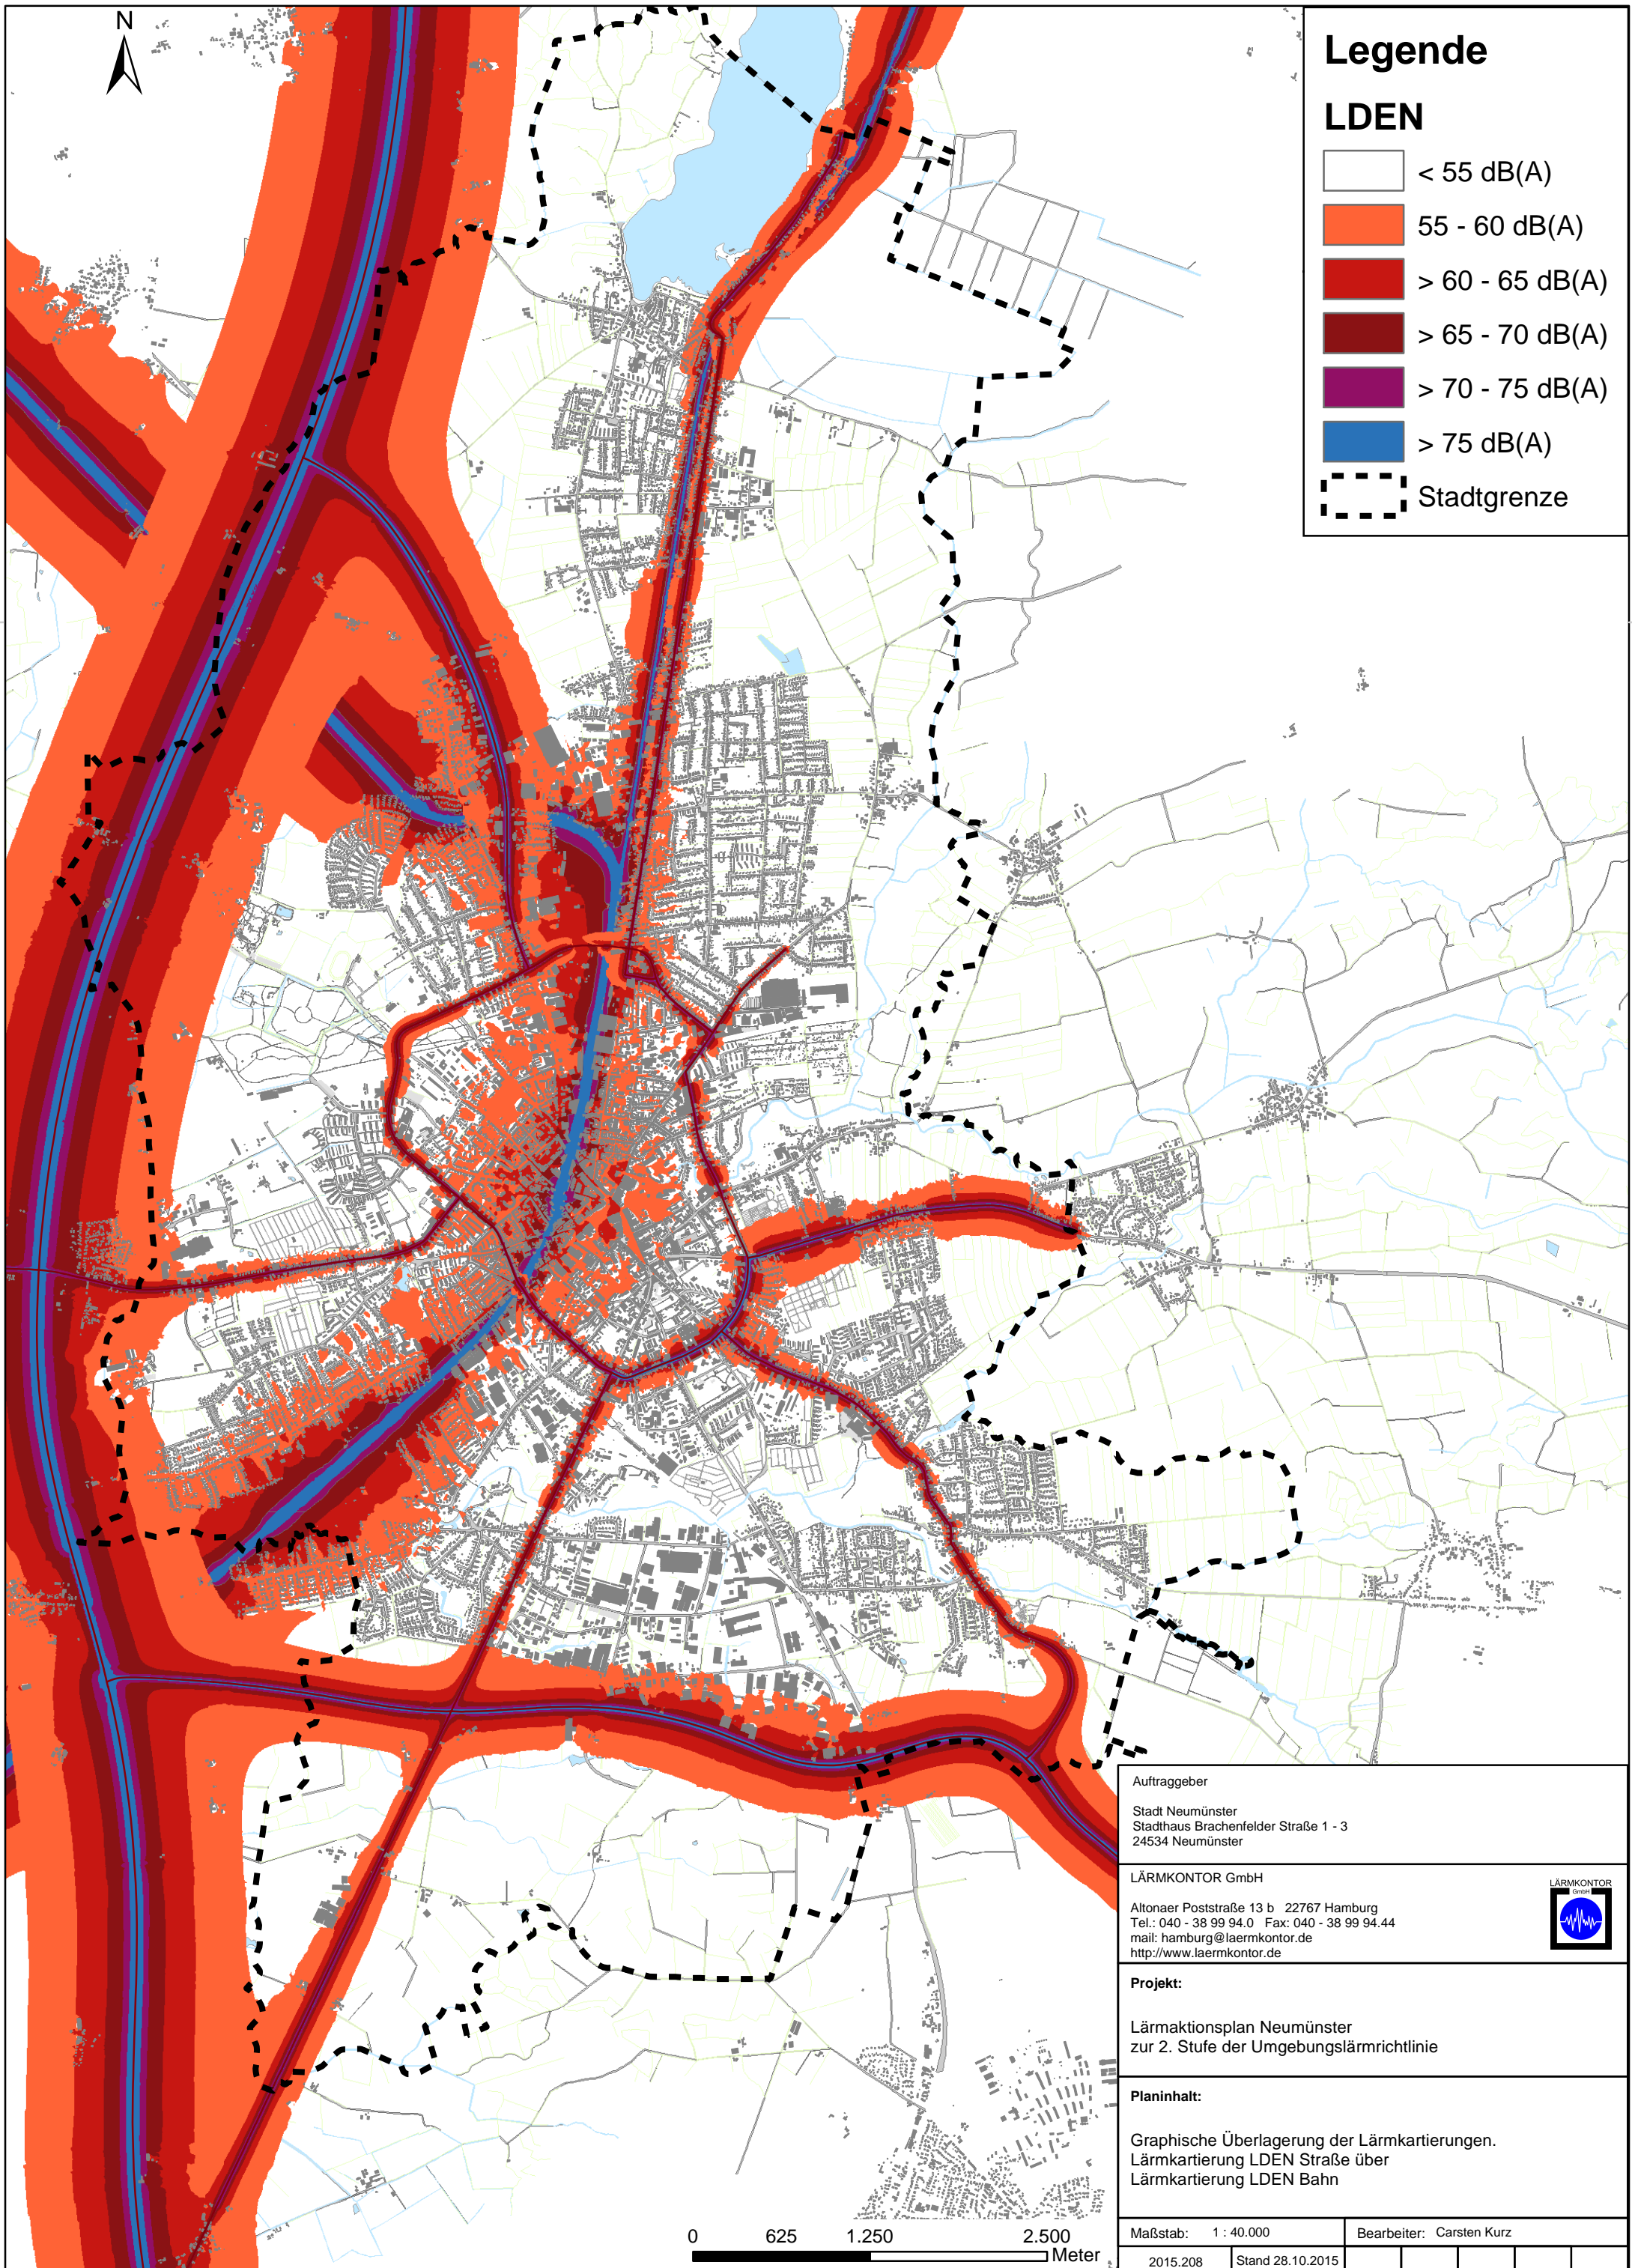 N
Legende
LDEN
< 55 dB(A)
55 - 60 dB(A)
> 60 - 65 dB(A)
> 65 - 70 dB(A)
> 70 - 75 dB(A)
> 75 dB(A)
Stadtgrenze
Auftraggeber
Stadt Neumünster
Stadthaus Brachenfelder Straße 1 - 3
24534 Neumünster
LÄRMKONTOR GmbH
Altonaer Poststraße 13 b 22767 Hamburg
Tel.: 040 - 38 99 94.0 Fax: 040 - 38 99 94.44
mail: hamburg@laermkontor.de
http://www.laermkontor.de
LÄRMKONTOR
GmbH
Projekt:
Lärmaktionsplan Neumünster
zur 2. Stufe der Umgebungslärmrichtlinie
Planinhalt:
Graphische Überlagerung der Lärmkartierungen.
Lärmkartierung LDEN Straße über
Lärmkartierung LDEN Bahn
Maßstab: 1 : 40.000 Bearbeiter: Carsten Kurz
2015.208 Stand 28.10.2015
0 625 1.250 2.500
Meter